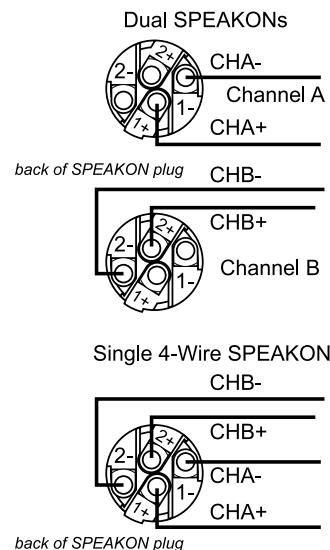 Dual SPEAKONs
2+
2-
CHA-
Channel A
1-
1+
CHA+
back of SPEAKON plug
CHB-
CHB+
2+
2-
Channel B
1-
1+
Single 4-Wire SPEAKON
CHB-
CHB+
2+
2-
CHA-
1-
1+
CHA+
back of SPEAKON plug